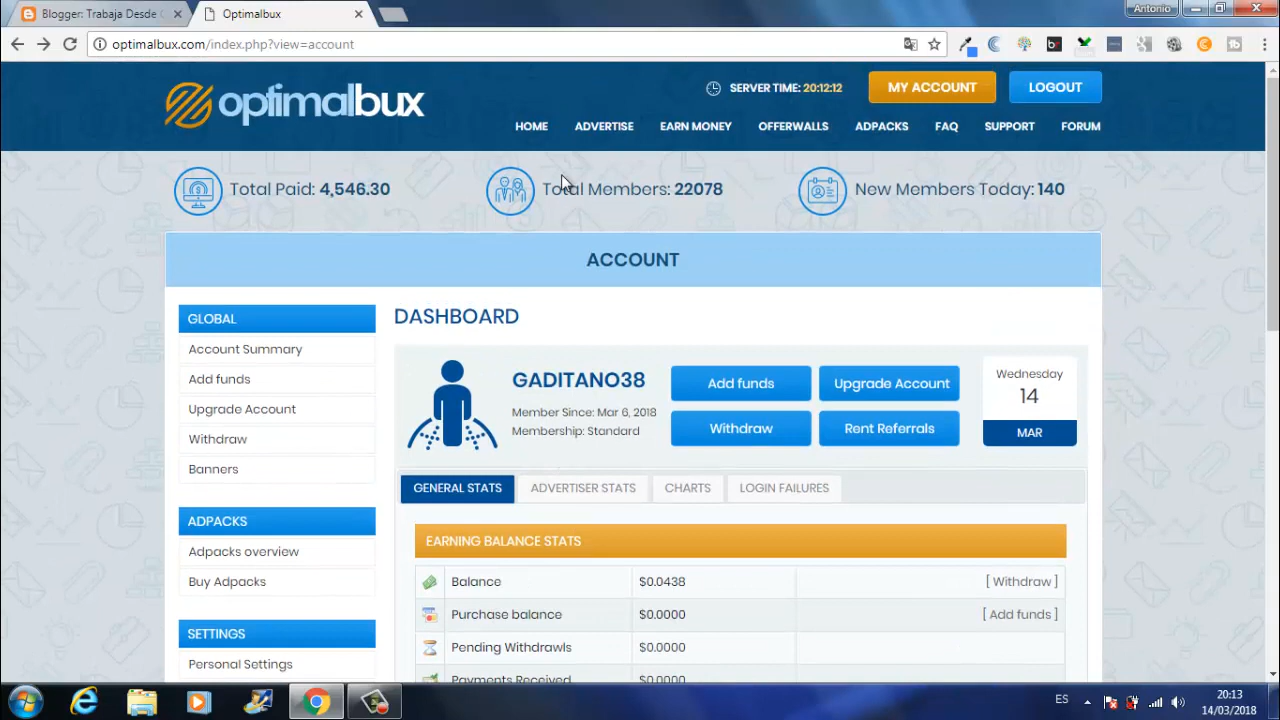 Blogger: Trabaja Desde
Optimalbux
Antonio
optimalbux.com/index.php?view=account
optimalbux
SERVER TIME: 20:12:12
MY ACCOUNT
LOGOUT
HOME
ADVERTISE
EARN MONEY
OFFERWALLS
ADPACKS
FAQ
SUPPORT
FORUM
Total Paid: 4,546.30
Total Members: 22078
New Members Today: 140
ACCOUNT
GLOBAL
Account Summary
Add funds
Upgrade Account
Withdraw
Banners
ADPACKS
Adpacks overview
Buy Adpacks
SETTINGS
Personal Settings
DASHBOARD
GADITANO38
Member Since: Mar 6, 2018
Membership: Standard
Add funds
Upgrade Account
Withdraw
Rent Referrals
Wednesday
14
MAR
GENERAL STATS
ADVERTISER STATS
CHARTS
LOGIN FAILURES
EARNING BALANCE STATS
Balance $0.0438 [ Withdraw ]
Purchase balance $0.0000 [ Add funds ]
Pending Withdrawls $0.0000
Payments Received $0.0000
ES
20:13
14/03/2018